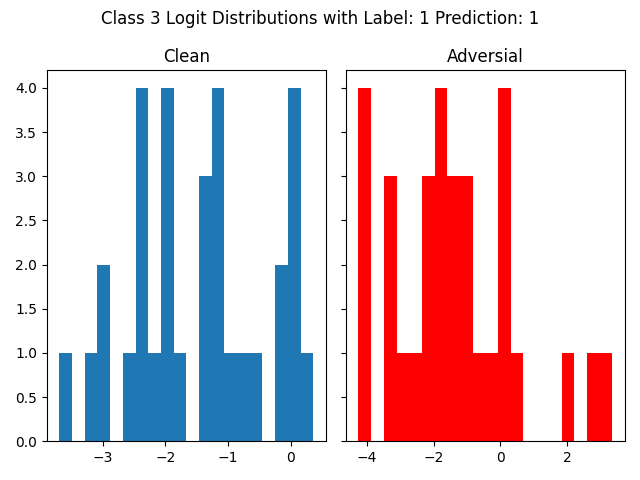 Class 3 Logit Distributions with Label: 1 Prediction: 1
Clean
Adversial
4.0
3.5
3.0
2.5
2.0
1.5
1.0
0.5
0.0
−3 −2 −1 0
−4 −2 0 2